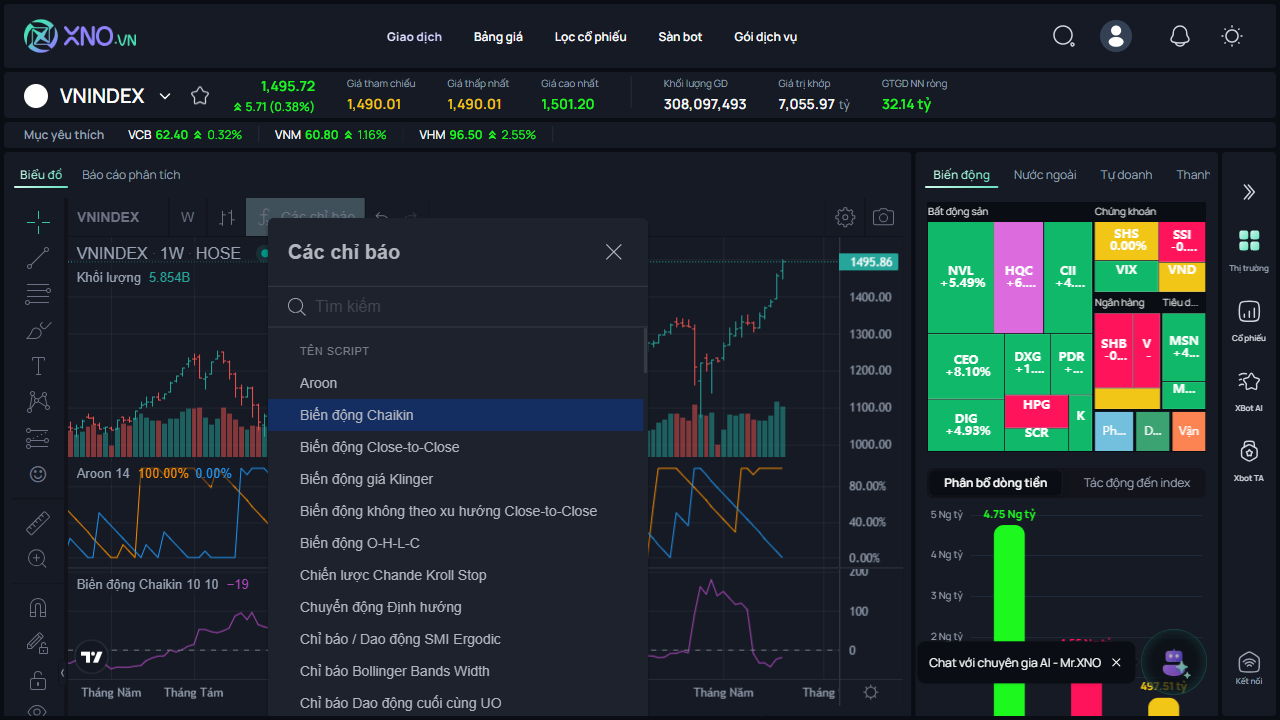 XNO.VN
Giao dịch
Bảng giá
Lọc cổ phiếu
Sàn bot
Gói dịch vụ
VNINDEX
1,495.72
5.71 (0.38%)
Giá tham chiếu
1,490.01
Giá thấp nhất
1,490.01
Giá cao nhất
1,501.20
Khối lượng GD
308,097,493
Giá trị khớp
7,055.97 tỷ
GTGD NN ròng
32.14 tỷ
Mục yêu thích
VCB 62.40 0.32%
VNM 60.80 1.16%
VHM 96.50 2.55%
Biểu đồ
Báo cáo phân tích
VNINDEX
W
Các chỉ báo
VNINDEX · 1W · HOSE
Khối lượng 5.854B
Aroon 14 100.00% 0.00%
Biến động Chaikin 10 10 −19
Tháng Năm
Tháng Tám
Tháng Năm
Tháng
1495.86
1400.00
1300.00
1200.00
1100.00
1000.00
80.00%
40.00%
0.00%
200
100
0
Các chỉ báo
Tìm kiếm
TÊN SCRIPT
Aroon
Biến động Chaikin
Biến động Close-to-Close
Biến động giá Klinger
Biến động không theo xu hướng Close-to-Close
Biến động O-H-L-C
Chiến lược Chande Kroll Stop
Chuyển động Định hướng
Chỉ báo / Dao động SMI Ergodic
Chỉ báo Bollinger Bands Width
Chỉ báo Dao động cuối cùng UO
Biến động
Nước ngoài
Tự doanh
Thanh
Bất động sản
NVL
+5.49%
HQC
+6....
CII
+4....
CEO
+8.10%
DXG
+1....
PDR
+...
DIG
+4.93%
HPG
SCR
K
Chứng khoán
SHS
0.00%
SSI
-0....
VIX
VND
Ngân hàng
SHB
-0...
V
-
Tiêu d...
MSN
+4...
M...
Ph...
D...
Vận
Phân bổ dòng tiền
Tác động đến index
5 Ng tỷ
4 Ng tỷ
3 Ng tỷ
2 Ng tỷ
4.75 Ng tỷ
497.51 tỷ
Chat với chuyên gia AI - Mr.XNO
Thị trường
Cổ phiếu
XBot AI
Xbot TA
Kết nối